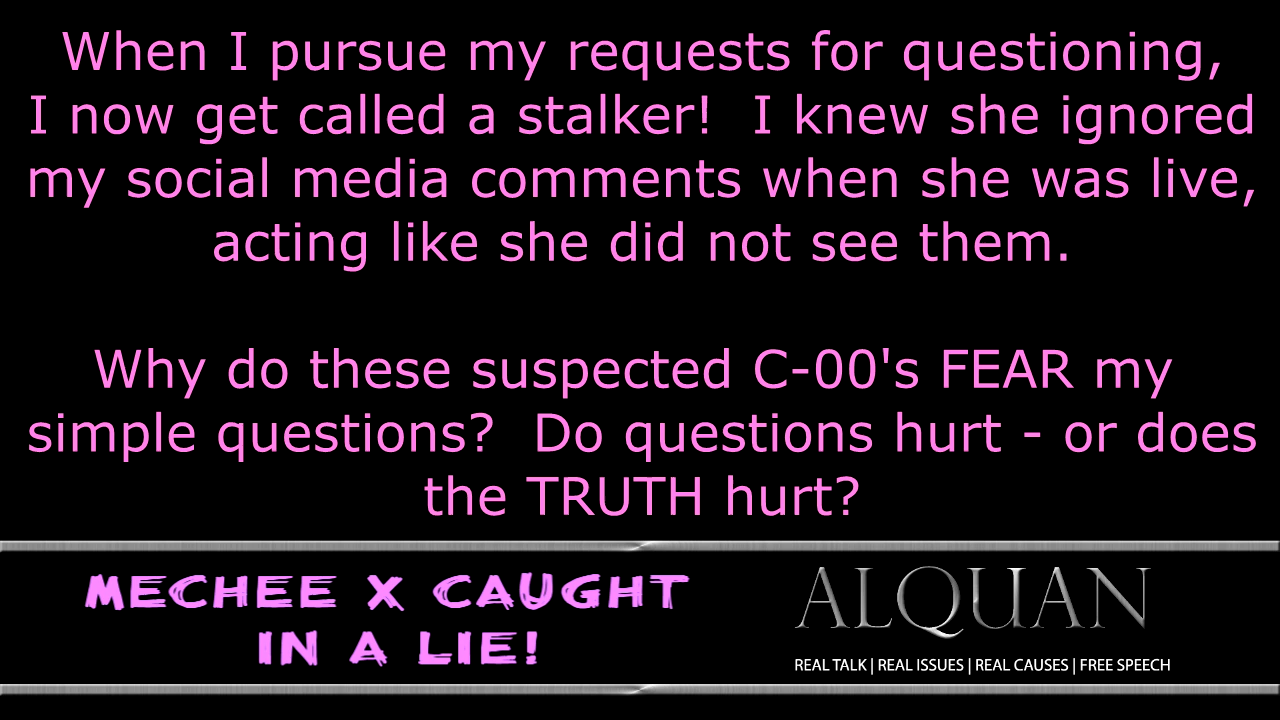 When I pursue my requests for questioning,
I now get called a stalker!  I knew she ignored
my social media comments when she was live,
acting like she did not see them.
Why do these suspected C-00's FEAR my
simple questions?  Do questions hurt - or does
the TRUTH hurt?
MECHEE X CAUGHT
IN A LIE!
ALQUAN
REAL TALK | REAL ISSUES | REAL CAUSES | FREE SPEECH